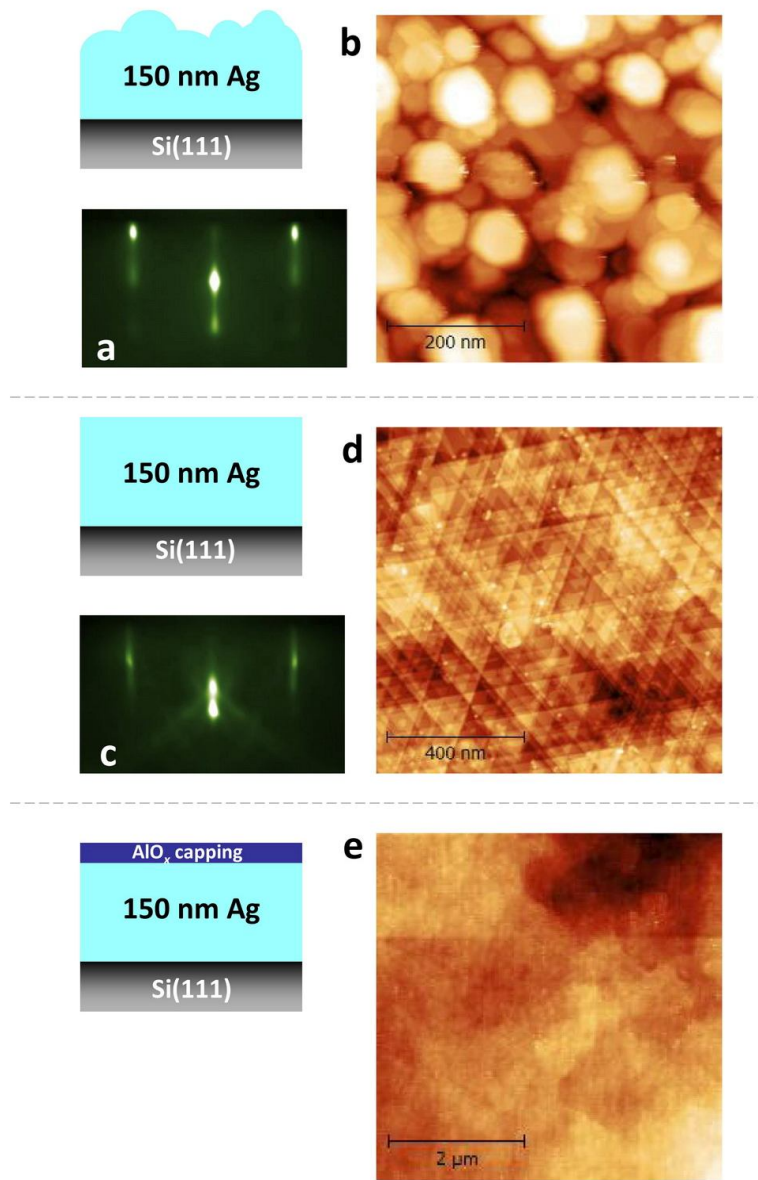 150 nm Ag
Si(111)
a
b
200 nm
150 nm Ag
Si(111)
c
d
400 nm
AlOₓ capping
150 nm Ag
Si(111)
e
2 µm